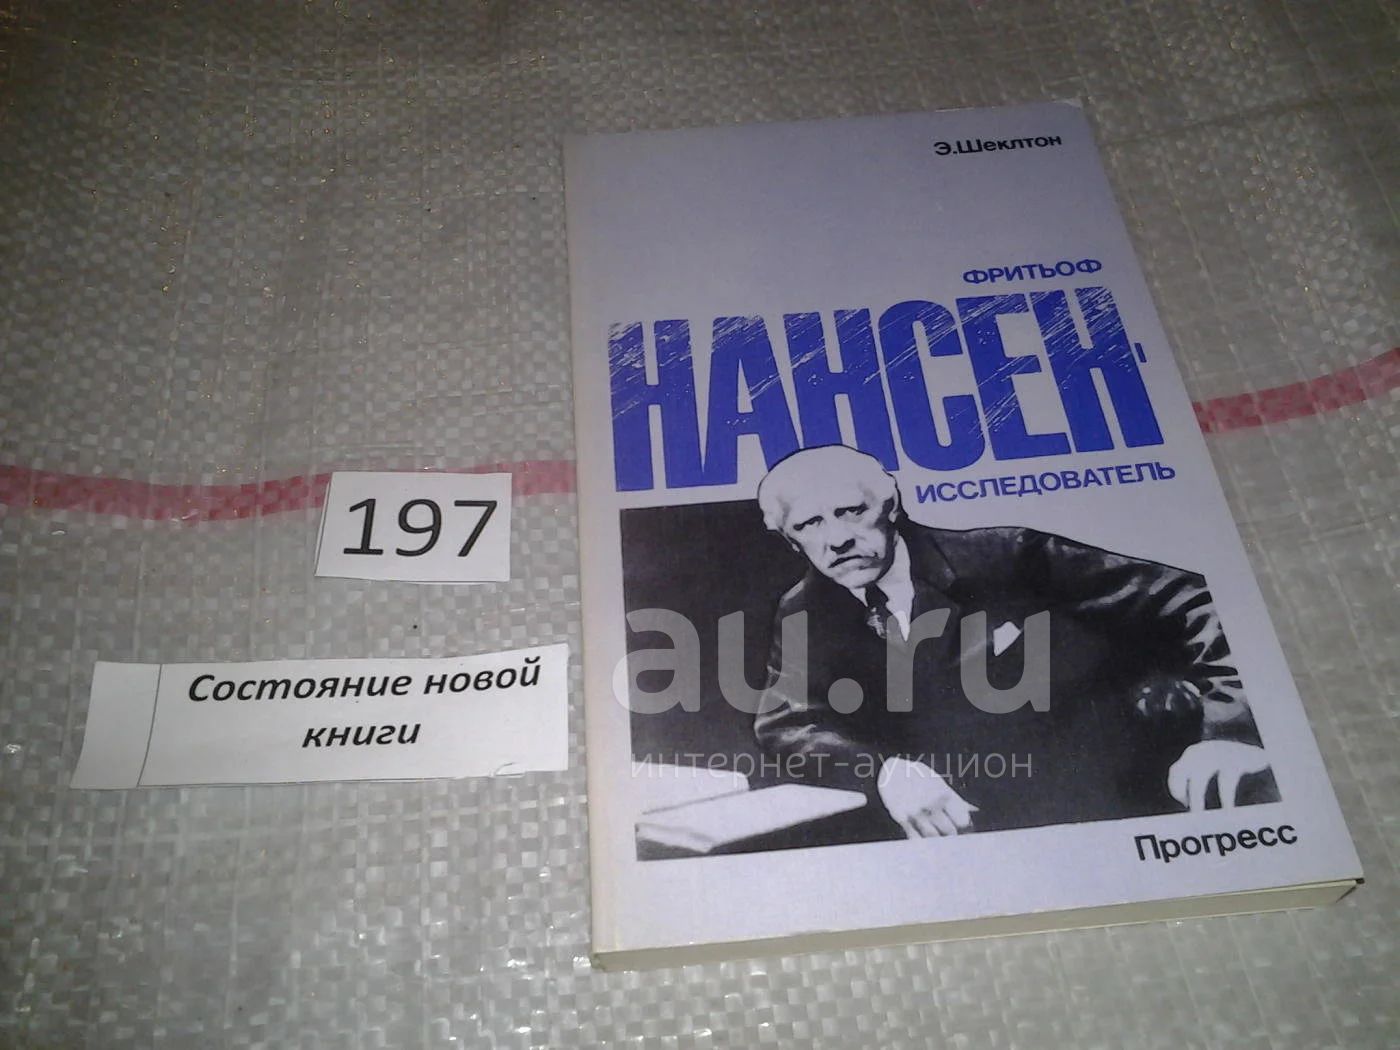 Э.Шеклтон
ФРИТЬОФ
НАНСЕН-
ИССЛЕДОВАТЕЛЬ
Прогресс
197
Состояние новой
книги
au.ru
интернет-аукцион